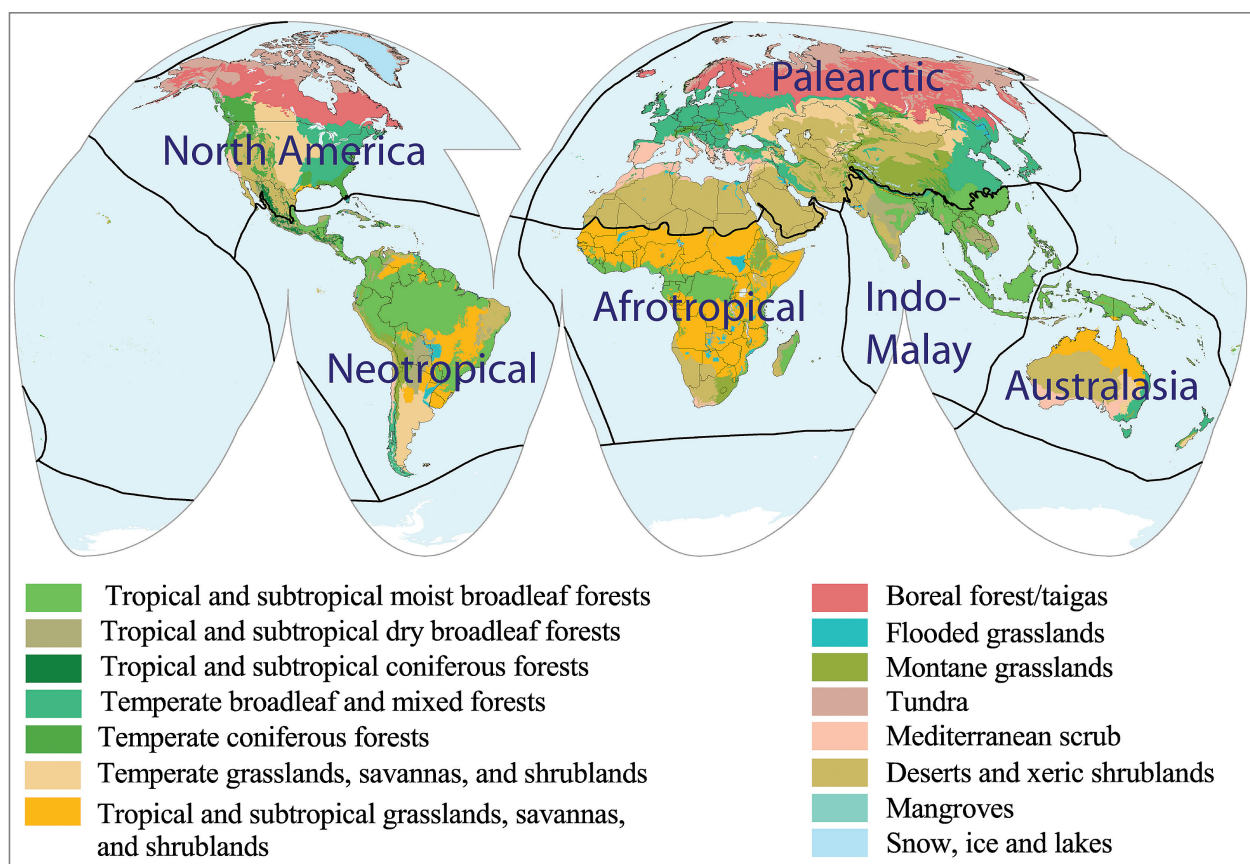 Palearctic
North America
Afrotropical
Indo-
Malay
Neotropical
Australasia
Tropical and subtropical moist broadleaf forests
Tropical and subtropical dry broadleaf forests
Tropical and subtropical coniferous forests
Temperate broadleaf and mixed forests
Temperate coniferous forests
Temperate grasslands, savannas, and shrublands
Tropical and subtropical grasslands, savannas,
and shrublands
Boreal forest/taigas
Flooded grasslands
Montane grasslands
Tundra
Mediterranean scrub
Deserts and xeric shrublands
Mangroves
Snow, ice and lakes